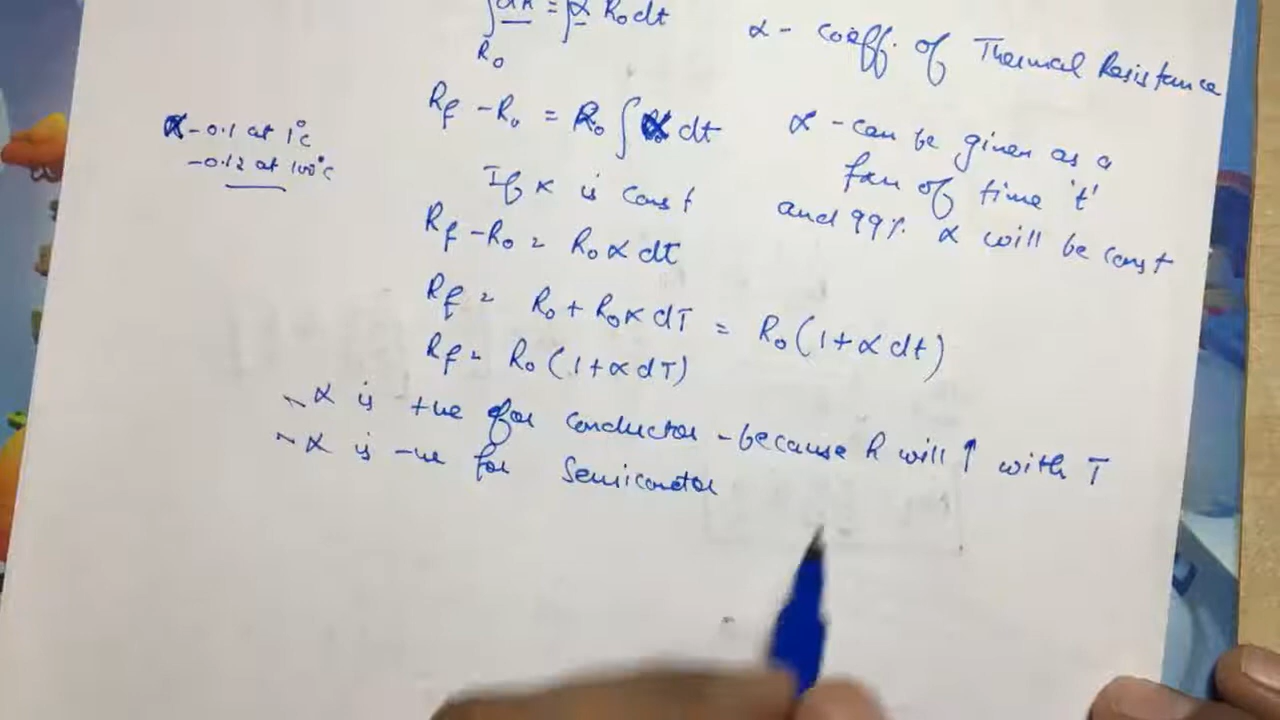 ∫dR = ∫α R₀dt
R₀
α - coeff. of Thermal Resistance
Rf - R₀ = R₀ ∫ α dt
α - 0.1 at 1°c
- 0.12 at 100°c
α - can be given as a
fun of time 't'
and 99% α will be const
If α is const
Rf - R₀ = R₀ α dt
Rf = R₀ + R₀ α dT = R₀ (1 + α dt)
Rf = R₀ (1 + α dT)
α is +ve for conductor - because R will ↑ with T
α is -ve for Semiconctor